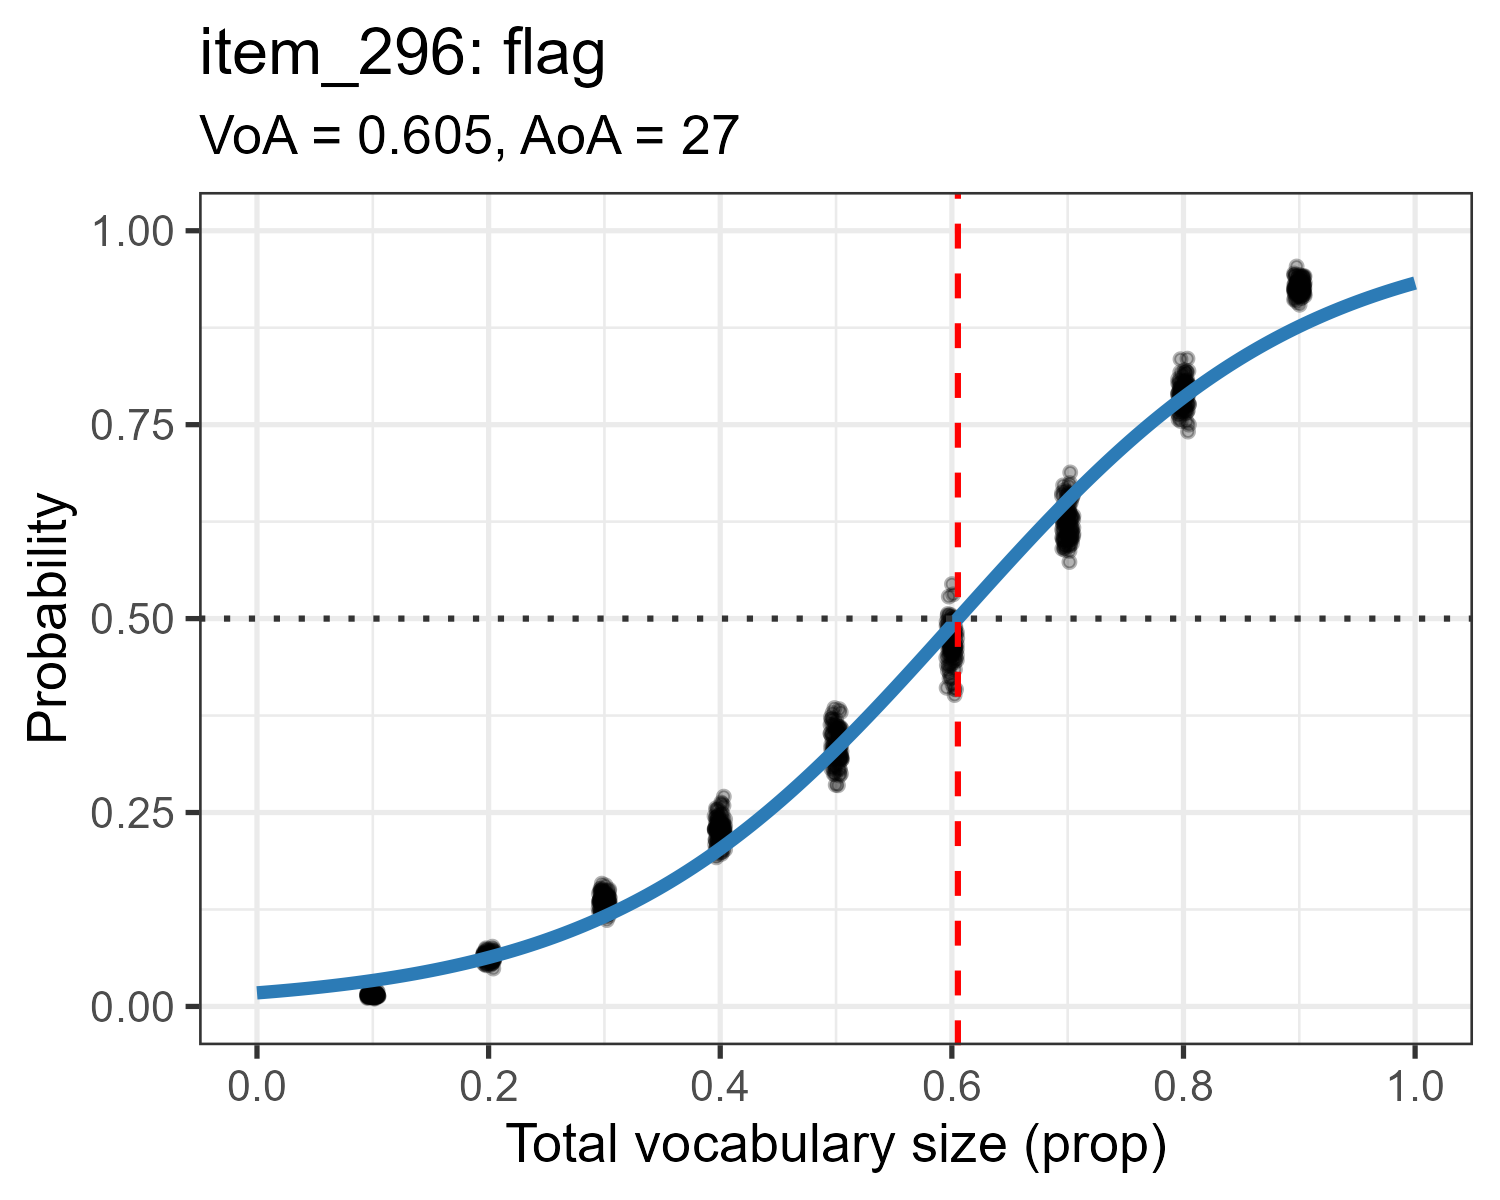 item_296: flag
VoA = 0.605, AoA = 27
1.00
0.75
0.50
0.25
0.00
Probability
0.0 0.2 0.4 0.6 0.8 1.0
Total vocabulary size (prop)